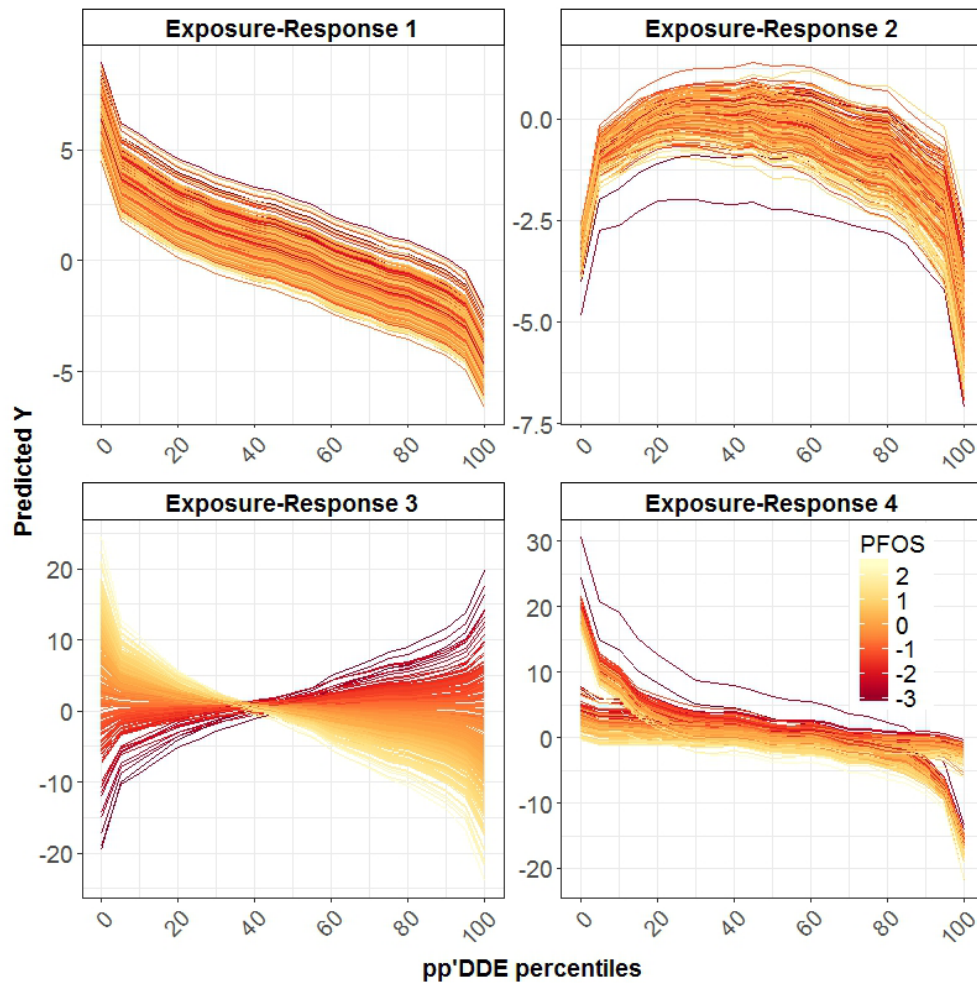 Exposure-Response 1
Exposure-Response 2
5
0
-5
0.0
-2.5
-5.0
-7.5
0 20 40 60 80 100
0 20 40 60 80 100
Predicted Y
Exposure-Response 3
Exposure-Response 4
20
10
0
-10
-20
30
20
10
0
-10
-20
PFOS
2
1
0
-1
-2
-3
0 20 40 60 80 100
0 20 40 60 80 100
pp'DDE percentiles